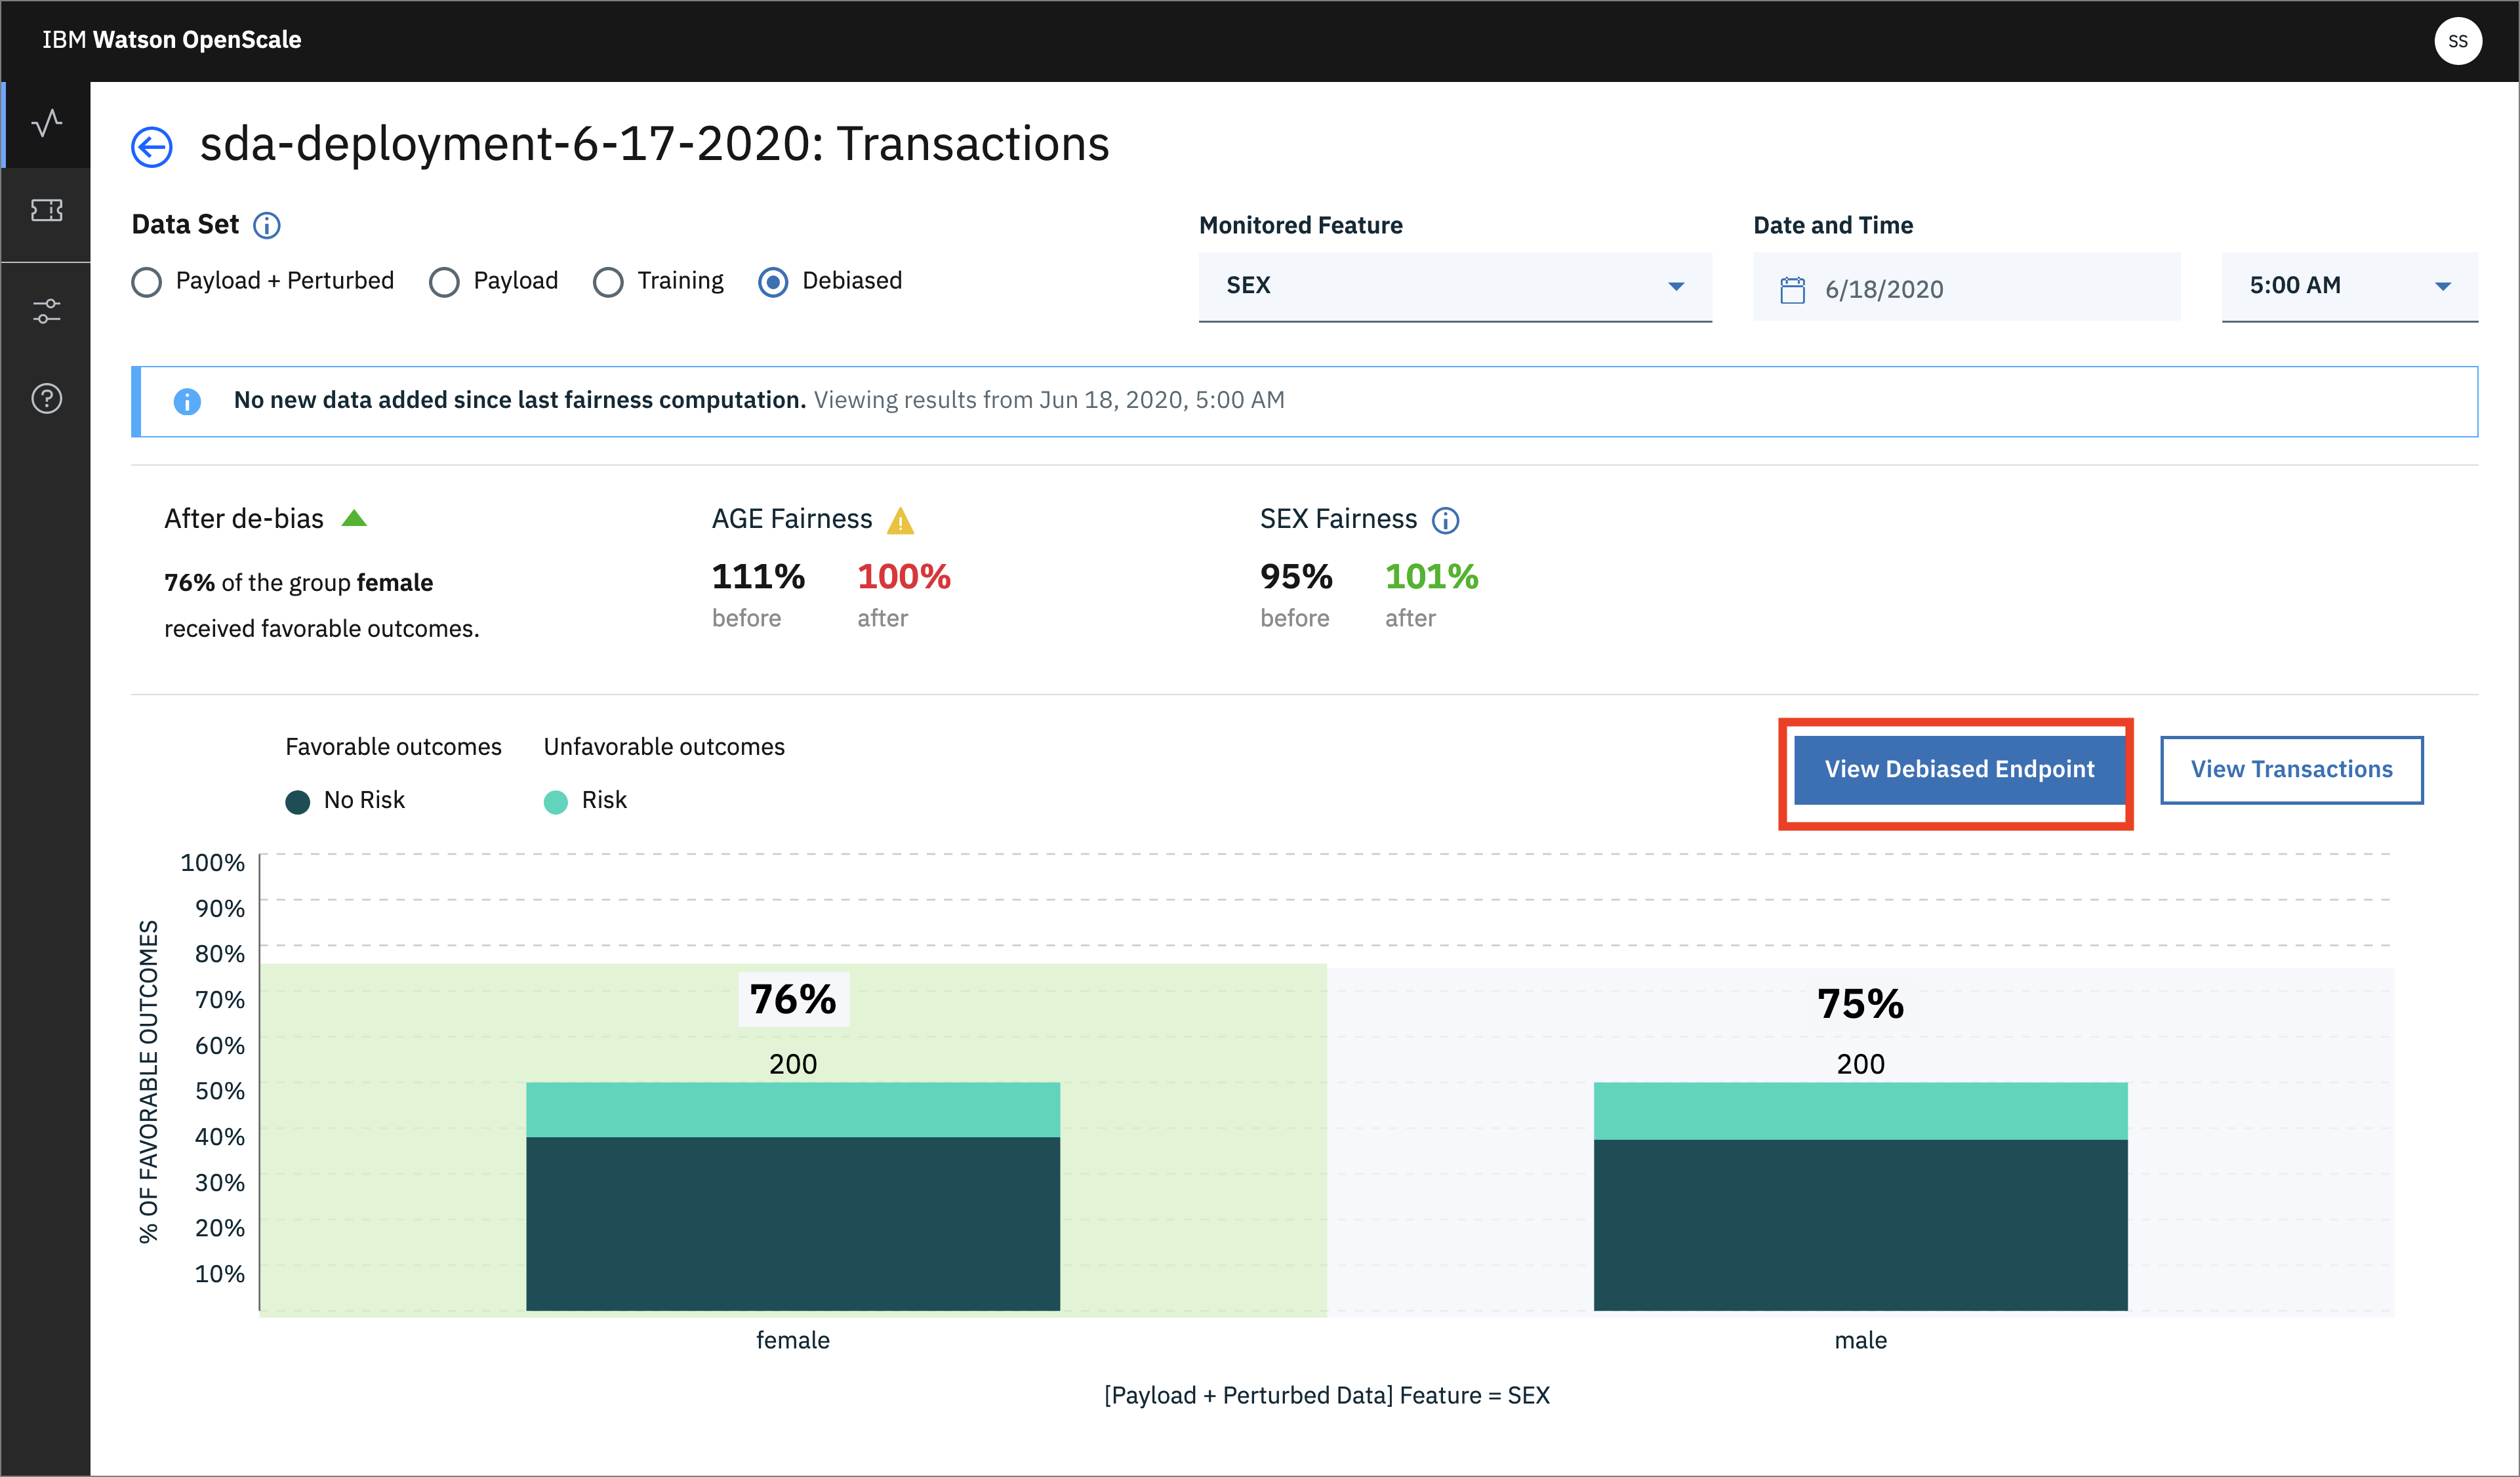 IBM Watson OpenScale
SS
sda-deployment-6-17-2020: Transactions
Data Set
Payload + Perturbed
Payload
Training
Debiased
Monitored Feature
SEX
Date and Time
6/18/2020
5:00 AM
No new data added since last fairness computation. Viewing results from Jun 18, 2020, 5:00 AM
After de-bias
76% of the group female
received favorable outcomes.
AGE Fairness
111%
100%
before
after
SEX Fairness
95%
101%
before
after
Favorable outcomes
Unfavorable outcomes
No Risk
Risk
View Debiased Endpoint
View Transactions
% OF FAVORABLE OUTCOMES
100%
90%
80%
70%
60%
50%
40%
30%
20%
10%
76%
200
75%
200
female
male
[Payload + Perturbed Data] Feature = SEX